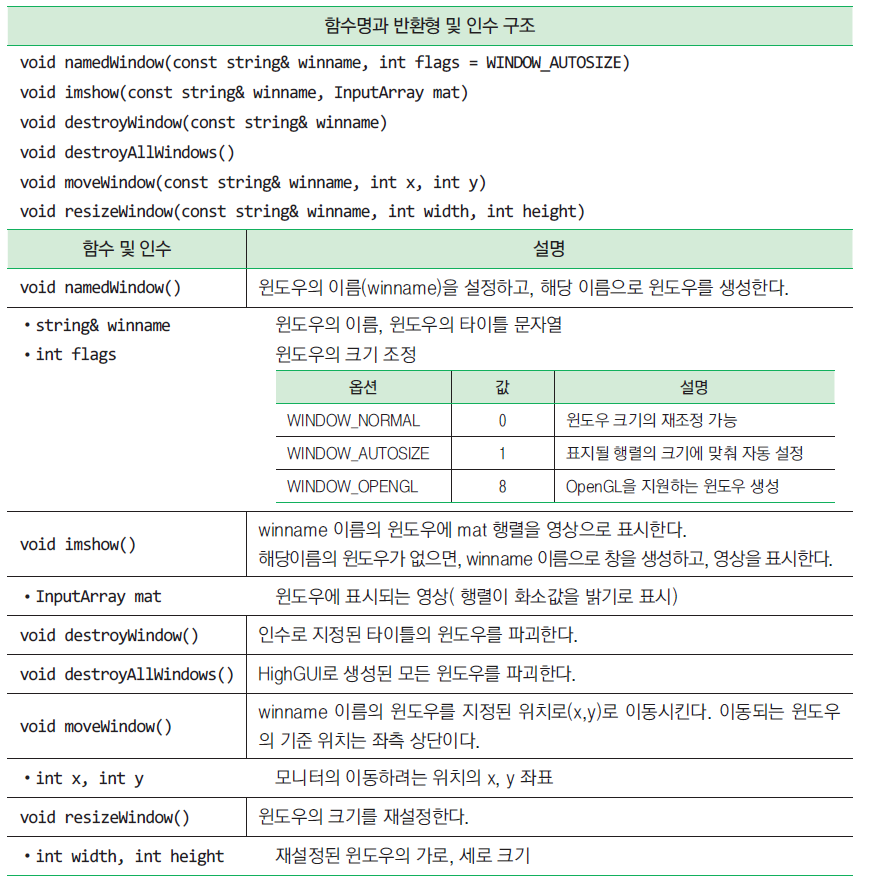 함수명과 반환형 및 인수 구조
void namedWindow(const string& winname, int flags = WINDOW_AUTOSIZE)
void imshow(const string& winname, InputArray mat)
void destroyWindow(const string& winname)
void destroyAllWindows()
void moveWindow(const string& winname, int x, int y)
void resizeWindow(const string& winname, int width, int height)
함수 및 인수 설명
void namedWindow() 윈도우의 이름(winname)을 설정하고, 해당 이름으로 윈도우를 생성한다.
• string& winname 윈도우의 이름, 윈도우의 타이틀 문자열
• int flags 윈도우의 크기 조정
옵션 값 설명
WINDOW_NORMAL 0 윈도우 크기의 재조정 가능
WINDOW_AUTOSIZE 1 표지될 행렬의 크기에 맞춰 자동 설정
WINDOW_OPENGL 8 OpenGL을 지원하는 윈도우 생성
void imshow() winname 이름의 윈도우에 mat 행렬을 영상으로 표시한다.
해당이름의 윈도우가 없으면, winname 이름으로 창을 생성하고, 영상을 표시한다.
• InputArray mat 윈도우에 표시되는 영상( 행렬이 화소값을 밝기로 표시)
void destroyWindow() 인수로 지정된 타이틀의 윈도우를 파괴한다.
void destroyAllWindows() HighGUI로 생성된 모든 윈도우를 파괴한다.
void moveWindow() winname 이름의 윈도우를 지정된 위치로(x,y)로 이동시킨다. 이동되는 윈도우
의 기준 위치는 좌측 상단이다.
• int x, int y 모니터의 이동하려는 위치의 x, y 좌표
void resizeWindow() 윈도우의 크기를 재설정한다.
• int width, int height 재설정된 윈도우의 가로, 세로 크기